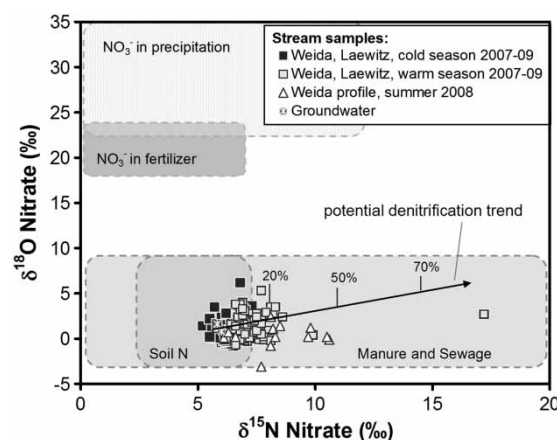 35
30
25
20
15
10
5
0
-5
δ18O Nitrate (‰)
NO3- in precipitation
NO3- in fertilizer
Stream samples:
Weida, Laewitz, cold season 2007-09
Weida, Laewitz, warm season 2007-09
Weida profile, summer 2008
Groundwater
potential denitrification trend
20%
50%
70%
Soil N
Manure and Sewage
0
5
10
15
20
δ15N Nitrate (‰)